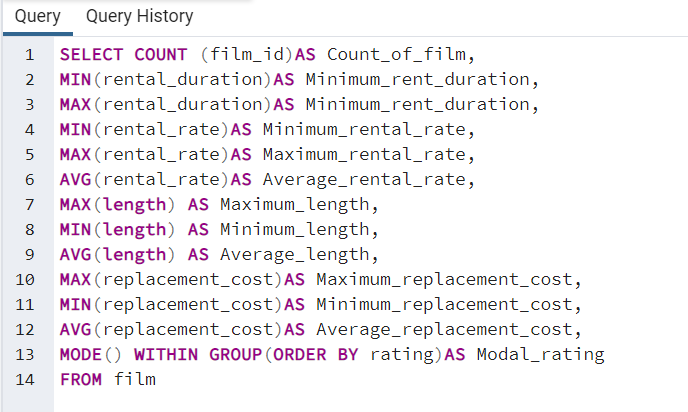 Query Query History
1 SELECT COUNT (film_id)AS Count_of_film,
2 MIN(rental_duration)AS Minimum_rent_duration,
3 MAX(rental_duration)AS Minimum_rent_duration,
4 MIN(rental_rate)AS Minimum_rental_rate,
5 MAX(rental_rate)AS Maximum_rental_rate,
6 AVG(rental_rate)AS Average_rental_rate,
7 MAX(length) AS Maximum_length,
8 MIN(length) AS Minimum_length,
9 AVG(length) AS Average_length,
10 MAX(replacement_cost)AS Maximum_replacement_cost,
11 MIN(replacement_cost)AS Minimum_replacement_cost,
12 AVG(replacement_cost)AS Average_replacement_cost,
13 MODE() WITHIN GROUP(ORDER BY rating)AS Modal_rating
14 FROM film